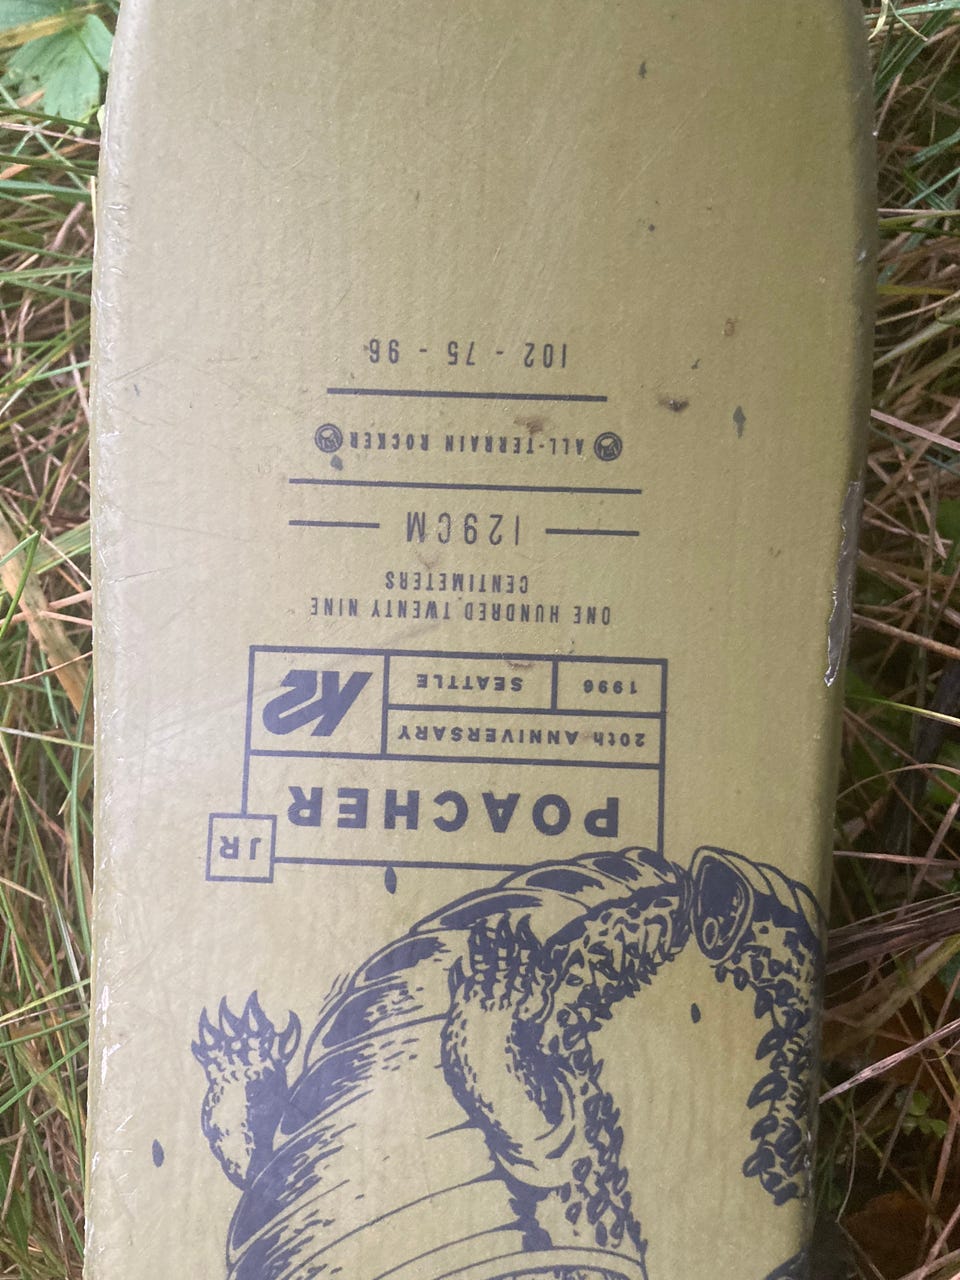 JR
POACHER
20th ANNIVERSARY
K2
1996
SEATTLE
ONE HUNDRED TWENTY NINE
CENTIMETERS
129CM
ALL-TERRAIN ROCKER
102 - 75 - 96